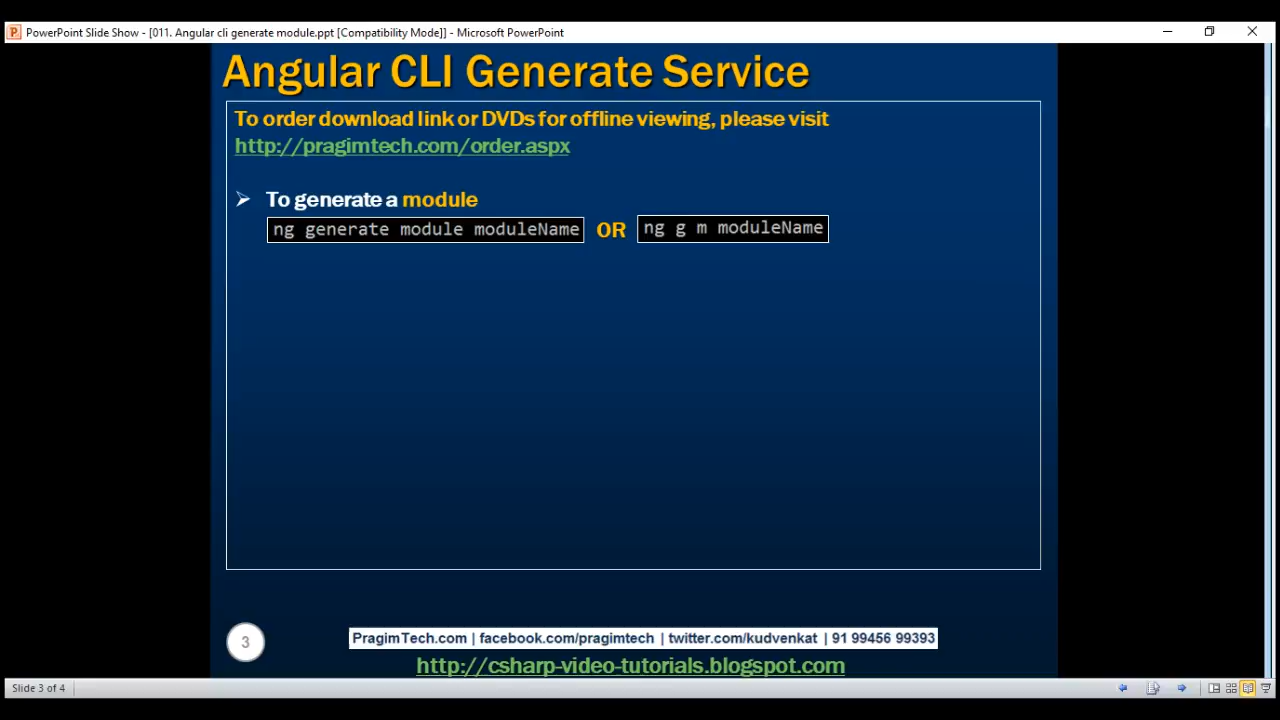 PowerPoint Slide Show - [011. Angular cli generate module.ppt [Compatibility Mode]] - Microsoft PowerPoint
Angular CLI Generate Service
To order download link or DVDs for offline viewing, please visit
http://pragimtech.com/order.aspx
To generate a module
ng generate module moduleName OR ng g m moduleName
3
PragimTech.com | facebook.com/pragimtech | twitter.com/kudvenkat | 91 99456 99393
http://csharp-video-tutorials.blogspot.com
Slide 3 of 4